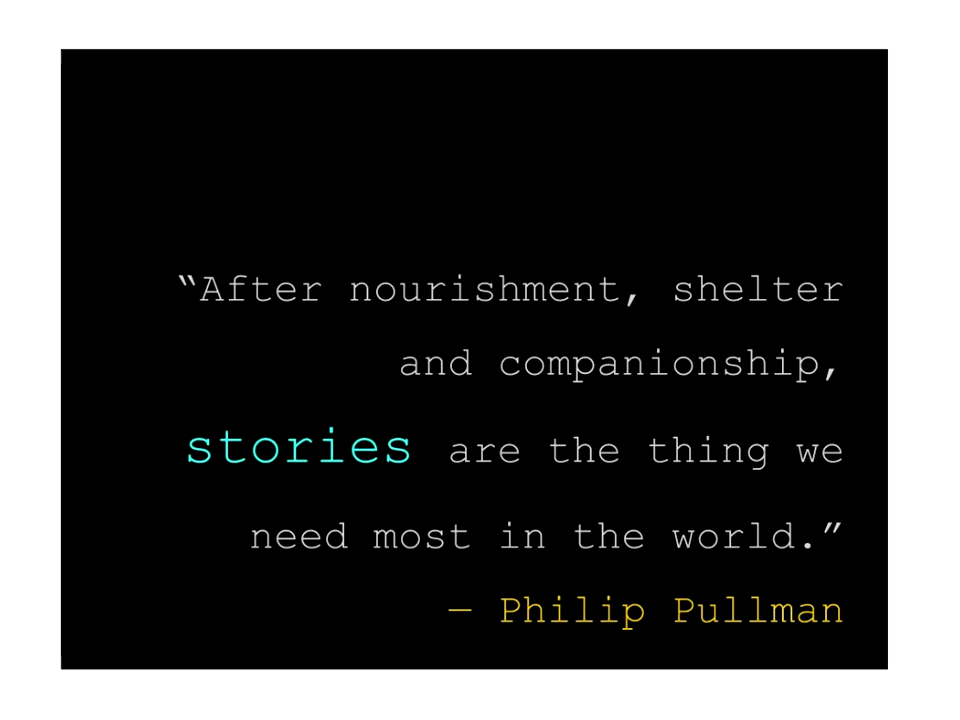 “After nourishment, shelter
and companionship,
stories are the thing we
need most in the world.”
— Philip Pullman